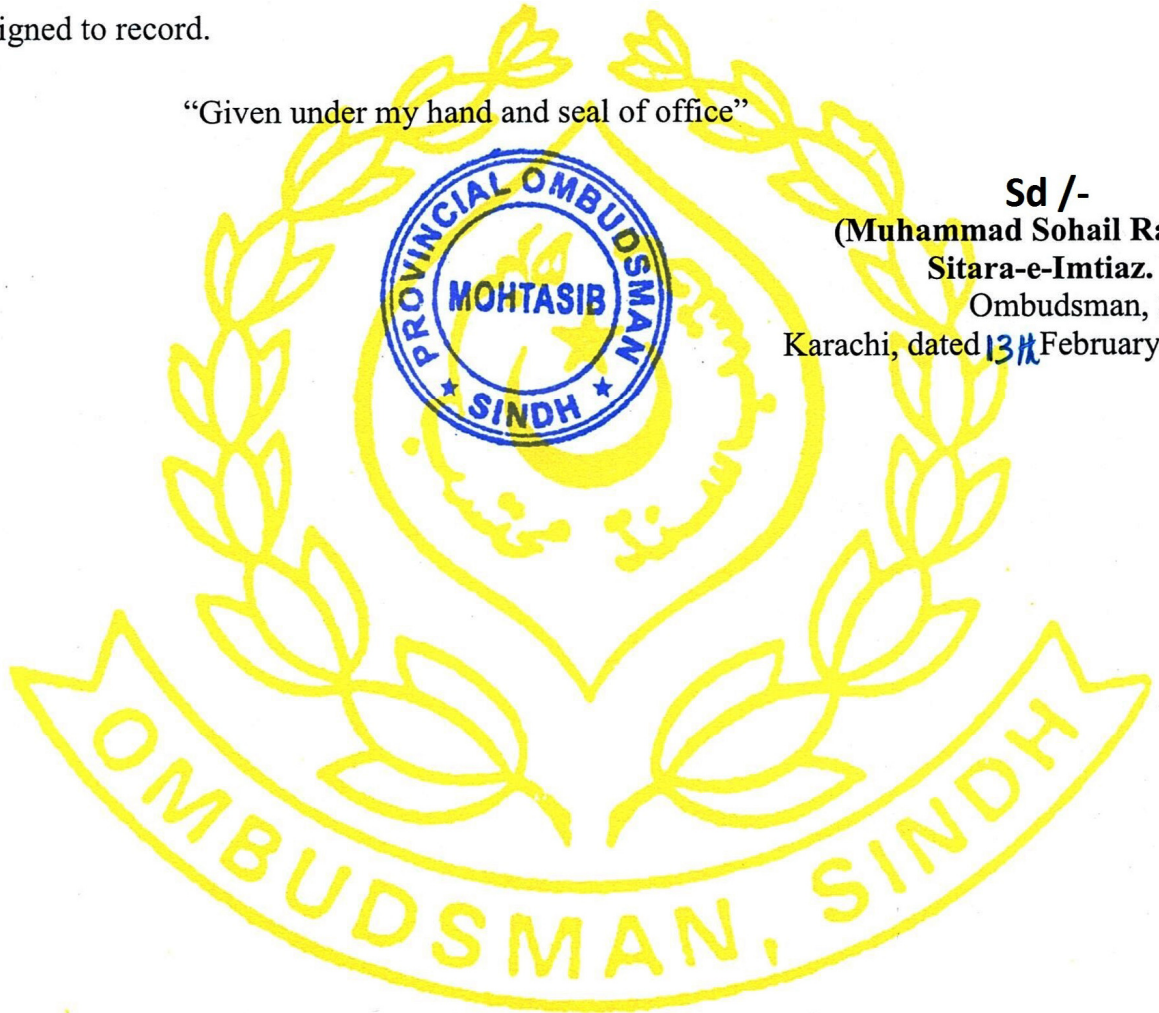 igned to record.
“Given under my hand and seal of office”
PROVINCIAL OMBUDSMAN
MOHTASIB
SINDH
Sd /-
(Muhammad Sohail Ra
Sitara-e-Imtiaz.
Ombudsman,
Karachi, dated 13th February
OMBUDSMAN, SINDH